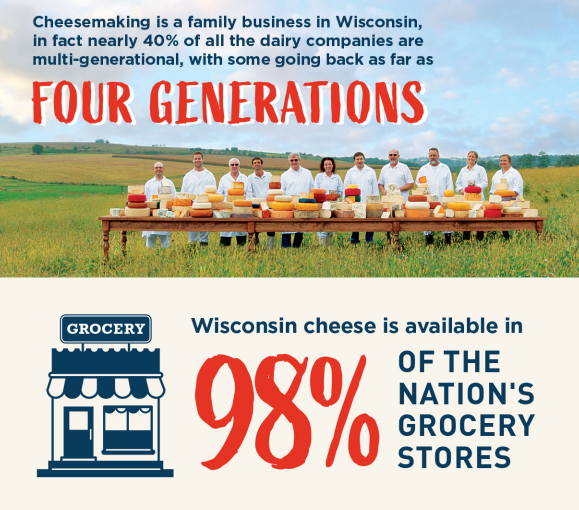 Cheesemaking is a family business in Wisconsin,
in fact nearly 40% of all the dairy companies are
multi-generational, with some going back as far as
FOUR GENERATIONS
GROCERY
Wisconsin cheese is available in
98%
OF THE
NATION'S
GROCERY
STORES